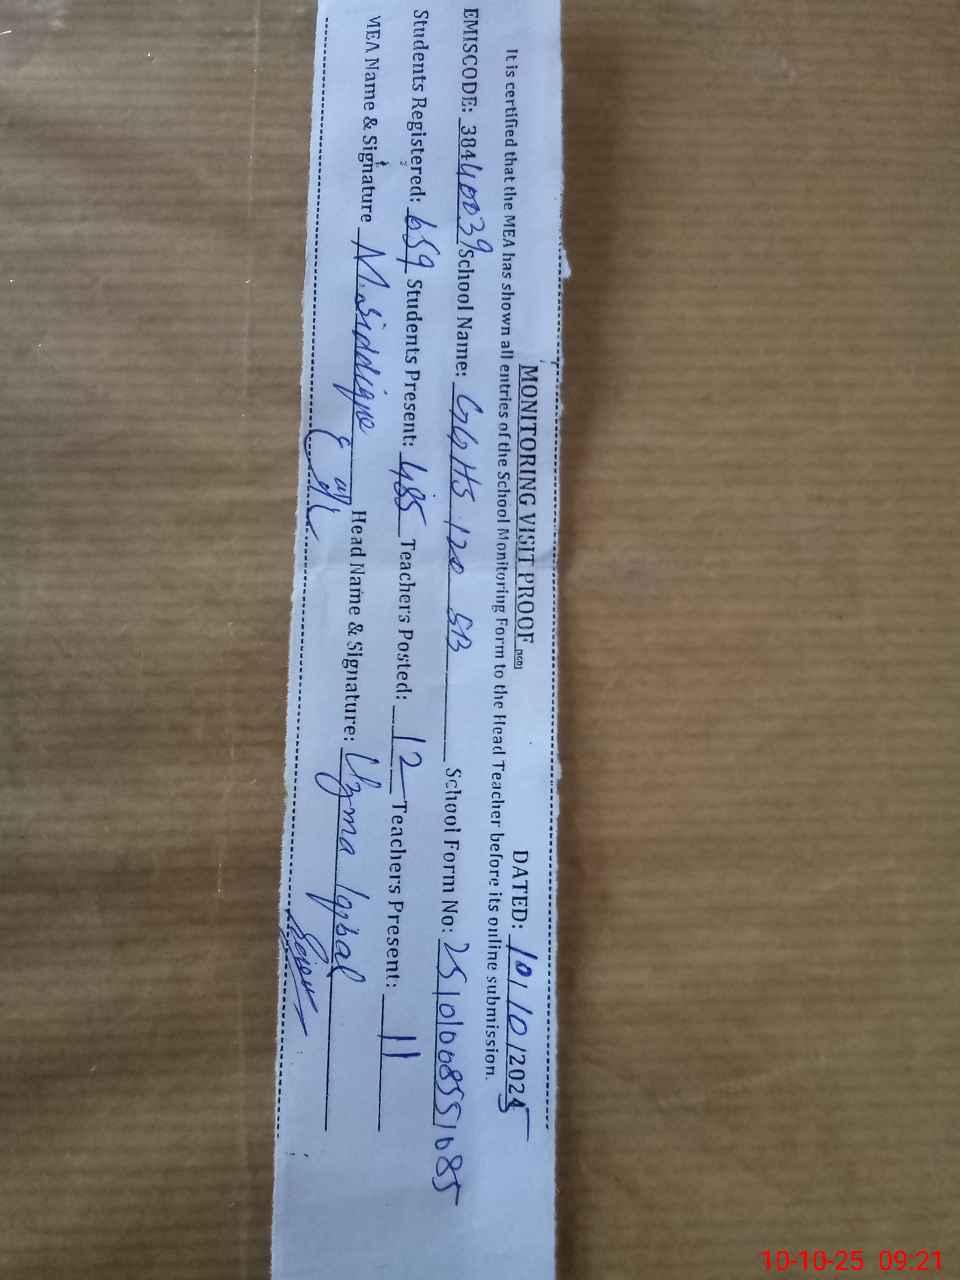 MONITORING VISIT PROOF DATED: 10/10/2025
It is certified that the MEA has shown all entries of the School Monitoring Form to the Head Teacher before its online submission.
EMISCODE: 38440039 School Name: GGHS 120 SB School Form No: 25101008551085
Students Registered: 659 Students Present: 485 Teachers Posted: 12 Teachers Present: 11
MEA Name & Signature M. Siddique Head Name & Signature: Uzma Iqbal
10-10-25 09:21